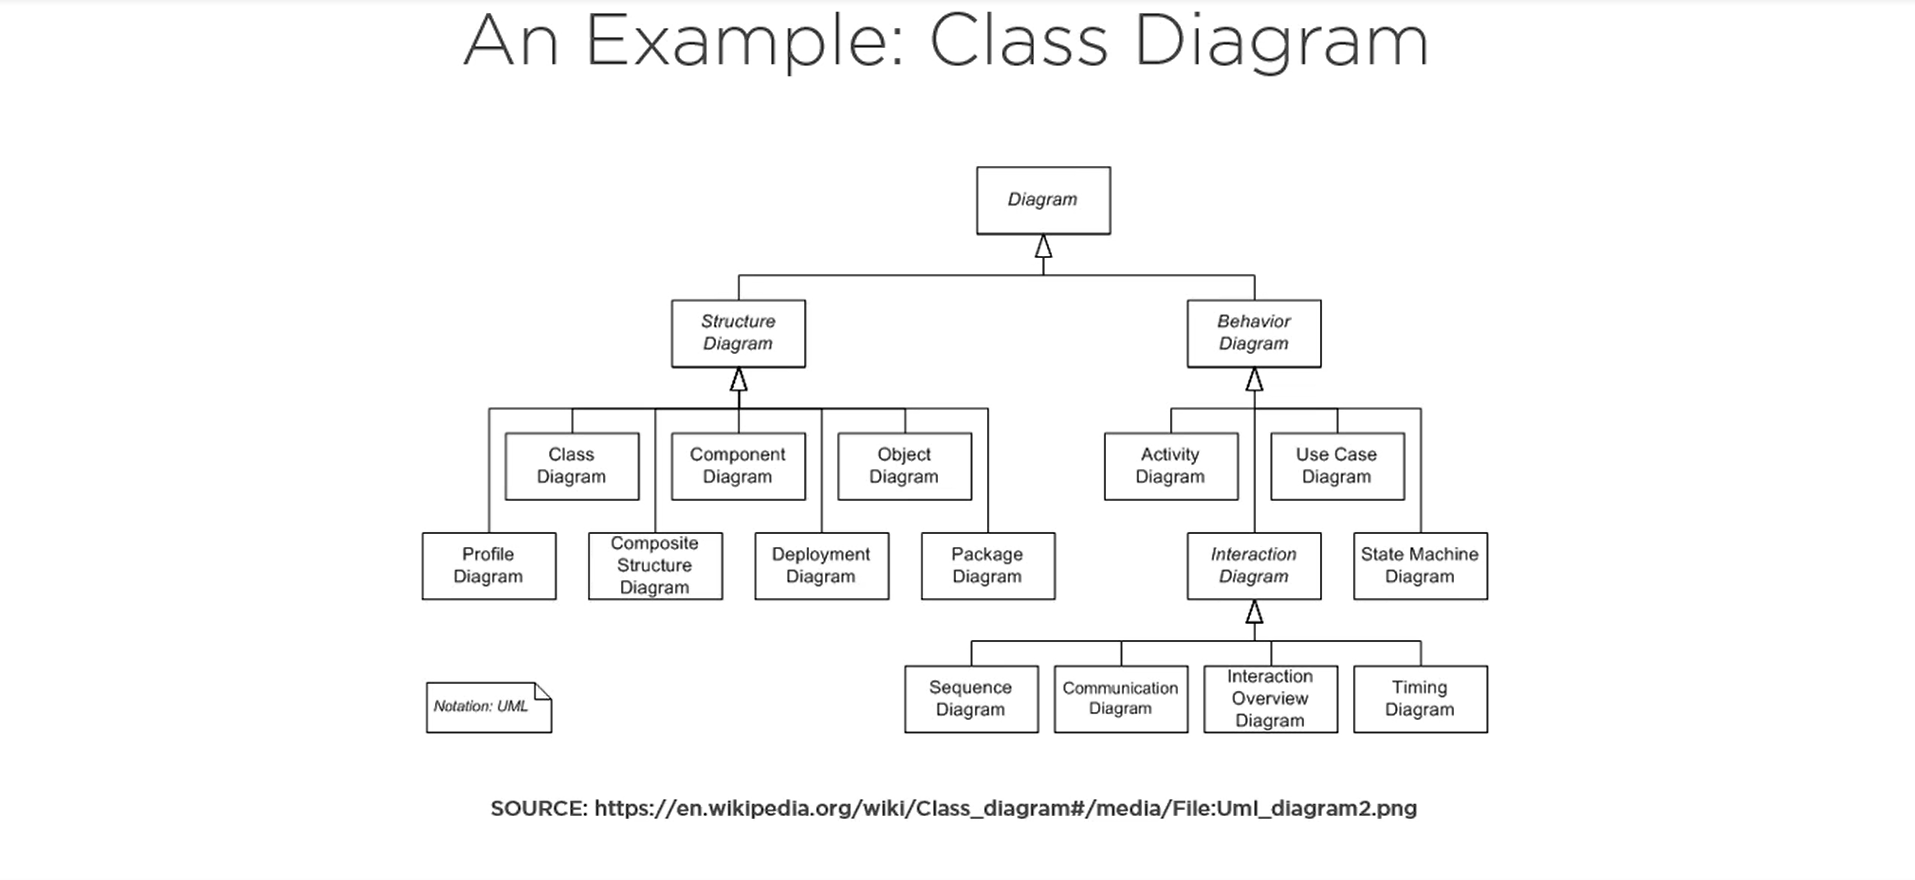 An Example: Class Diagram
Diagram
Structure
Diagram
Behavior
Diagram
Class
Diagram
Component
Diagram
Object
Diagram
Activity
Diagram
Use Case
Diagram
Profile
Diagram
Composite
Structure
Diagram
Deployment
Diagram
Package
Diagram
Interaction
Diagram
State Machine
Diagram
Sequence
Diagram
Communication
Diagram
Interaction
Overview
Diagram
Timing
Diagram
Notation: UML
SOURCE: https://en.wikipedia.org/wiki/Class_diagram#/media/File:Uml_diagram2.png